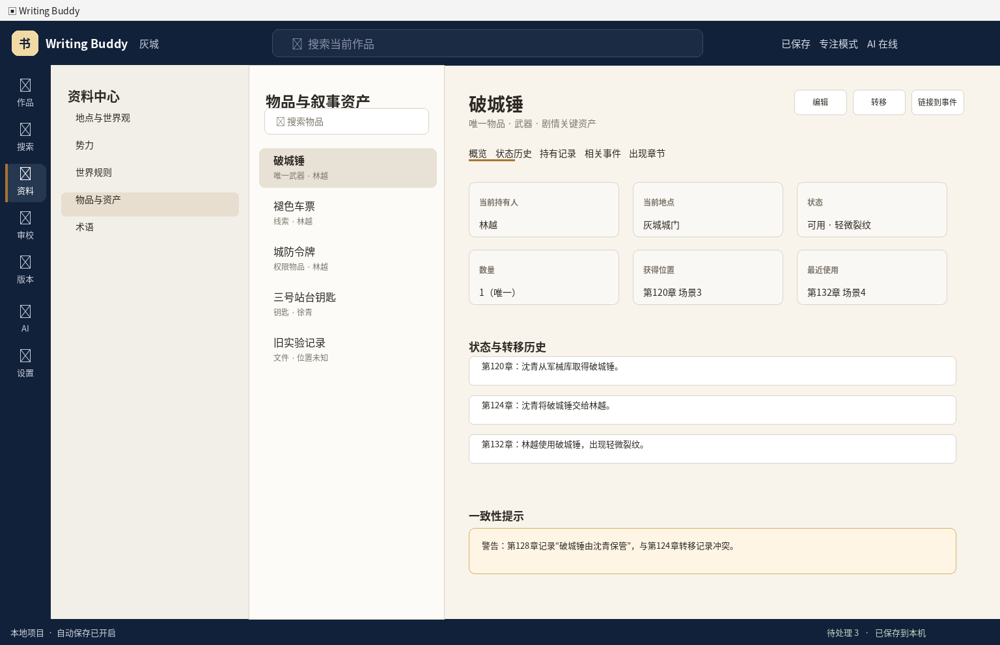 Writing Buddy
书 Writing Buddy 灰城
搜索当前作品
已保存 专注模式 AI 在线
作品
搜索
资料
审校
版本
AI
设置
资料中心
地点与世界观
势力
世界规则
物品与资产
术语
物品与叙事资产
搜索物品
破城锤
唯一武器 · 林越
褪色车票
线索 · 林越
城防令牌
权限物品 · 林越
三号站台钥匙
钥匙 · 徐青
旧实验记录
文件 · 位置未知
破城锤
唯一物品 · 武器 · 剧情关键资产
编辑 转移 链接到事件
概览 状态历史 持有记录 相关事件 出现章节
当前持有人
林越
当前地点
灰城城门
状态
可用 · 轻微裂纹
数量
1（唯一）
获得位置
第120章 场景3
最近使用
第132章 场景4
状态与转移历史
第120章：沈青从军械库取得破城锤。
第124章：沈青将破城锤交给林越。
第132章：林越使用破城锤，出现轻微裂纹。
一致性提示
警告：第128章记录“破城锤由沈青保管”，与第124章转移记录冲突。
本地项目 · 自动保存已开启
待处理 3 · 已保存到本机